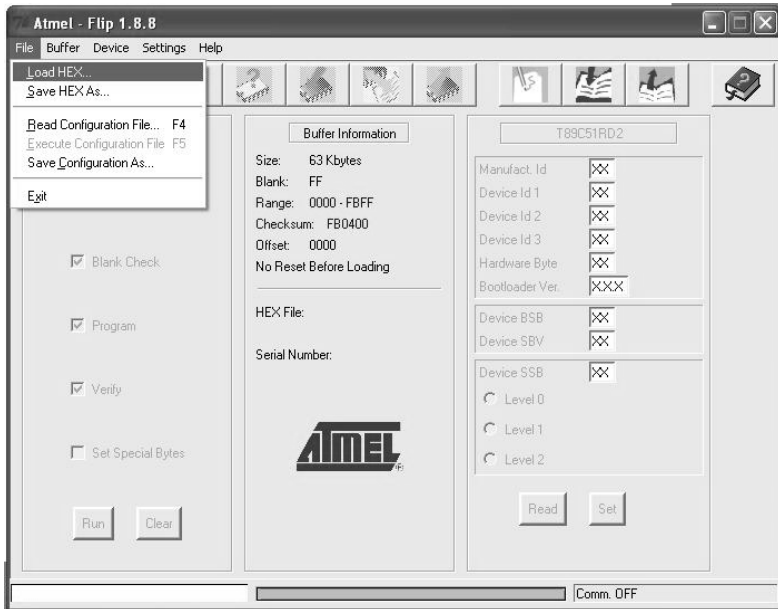 Atmel - Flip 1.8.8
File Buffer Device Settings Help
Load HEX...
Save HEX As...
Read Configuration File... F4
Execute Configuration File F5
Save Configuration As...
Exit
Blank Check
Program
Verify
Set Special Bytes
Run Clear
Buffer Information
Size: 63 Kbytes
Blank: FF
Range: 0000 - FBFF
Checksum: FB0400
Offset: 0000
No Reset Before Loading
HEX File:
Serial Number:
ATMEL
®
T89C51RD2
Manufact. Id XX
Device Id 1 XX
Device Id 2 XX
Device Id 3 XX
Hardware Byte XX
Bootloader Ver. XXX
Device BSB XX
Device SBV XX
Device SSB XX
Level 0
Level 1
Level 2
Read Set
Comm. OFF